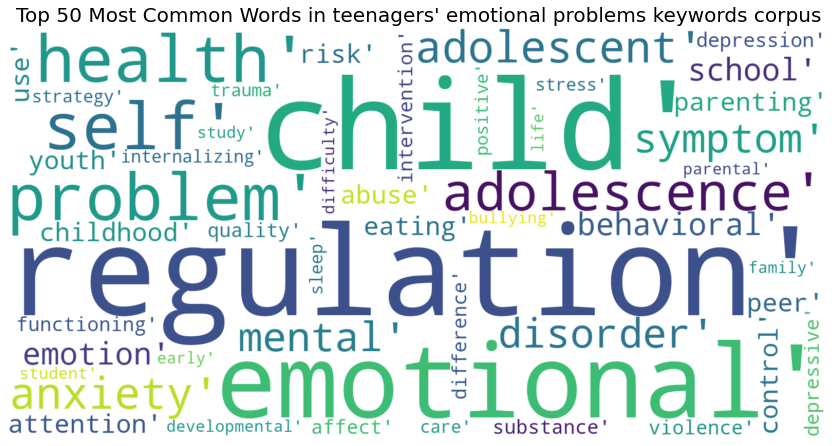 Top 50 Most Common Words in teenagers' emotional problems keywords corpus
use'
health'
risk'
adolescent'
depression'
strategy'
trauma'
intervention'
school'
self'
study'
child'
positive'
stress'
life'
parenting'
symptom'
youth'
internalizing'
difficulty'
parental'
problem'
abuse'
adolescence'
childhood'
quality'
eating'
bullying'
behavioral'
regulation'
sleep'
family'
functioning'
mental'
difference'
disorder'
peer'
emotion'
early'
student'
anxiety'
emotional'
control'
depressive'
attention'
developmental'
affect'
care'
substance'
violence'